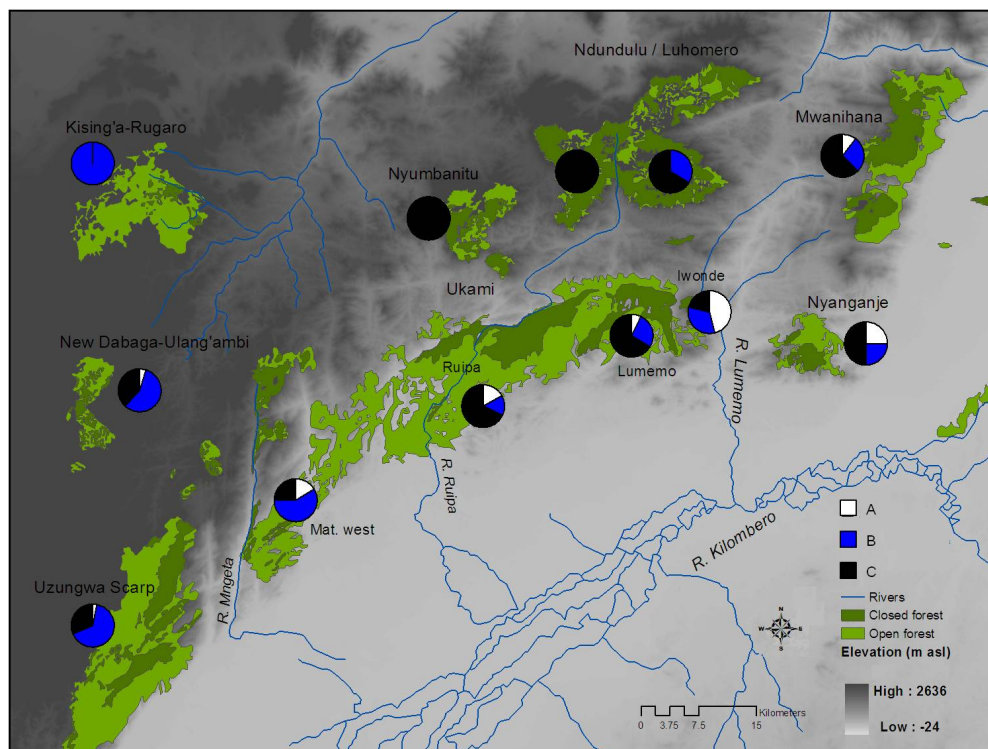 Ndundulu / Luhomero
Mwanihana
Kising'a-Rugaro
Nyumbanitu
Ukami
Iwonde
Nyanganje
New Dabaga-Ulang'ambi
Ruipa
Lumemo
R. Lumemo
R. Ruipa
Mat. west
R. Kilombero
Uzungwa Scarp
R. Mngeta
A
B
C
Rivers
Closed forest
Open forest
Elevation (m asl)
High : 2636
Low : -24
N
W E
S
Kilometers
0 3.75 7.5 15